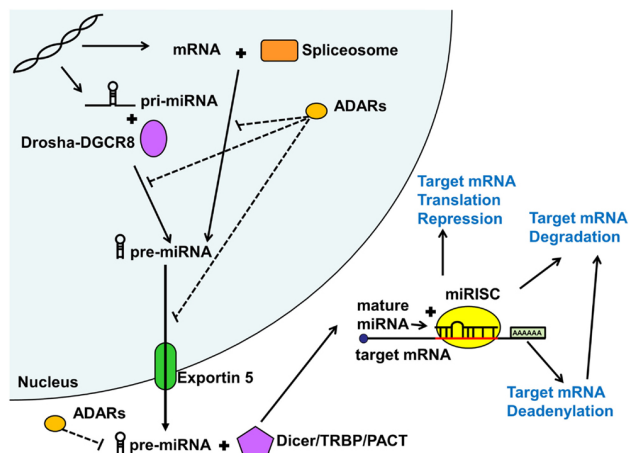 mRNA + Spliceosome
pri-miRNA
+
Drosha-DGCR8
ADARs
pre-miRNA
Nucleus
Exportin 5
ADARs
pre-miRNA + Dicer/TRBP/PACT
Target mRNA
Translation
Repression
Target mRNA
Degradation
mature
miRNA
+
miRISC
AAAAAA
target mRNA
Target mRNA
Deadenylation